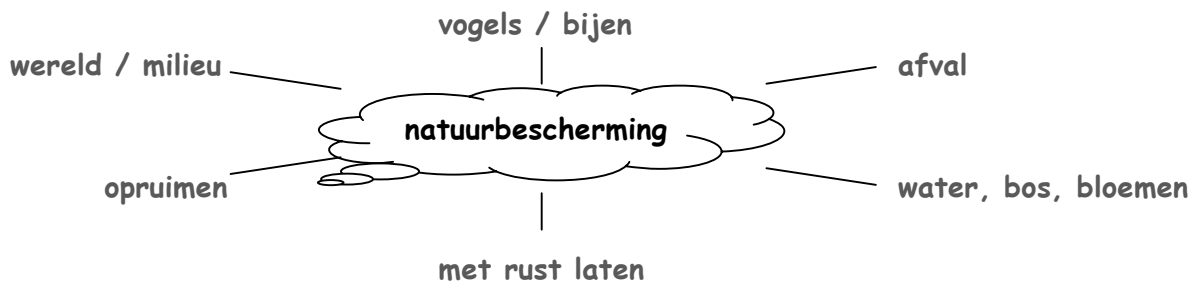 vogels / bijen
wereld / milieu
afval
natuurbescherming
opruimen
water, bos, bloemen
met rust laten